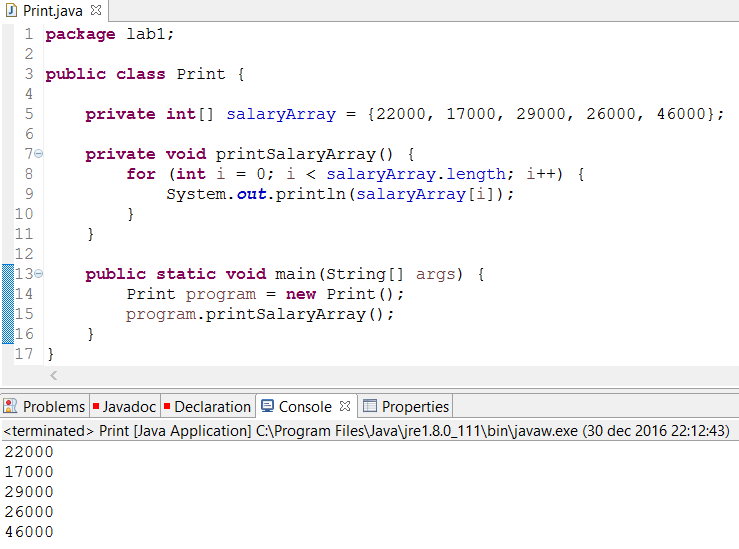 Print.java
1 package lab1;
2
3 public class Print {
4
5     private int[] salaryArray = {22000, 17000, 29000, 26000, 46000};
6
7     private void printSalaryArray() {
8         for (int i = 0; i < salaryArray.length; i++) {
9             System.out.println(salaryArray[i]);
10         }
11     }
12
13     public static void main(String[] args) {
14         Print program = new Print();
15         program.printSalaryArray();
16     }
17 }
Problems Javadoc Declaration Console Properties
<terminated> Print [Java Application] C:\Program Files\Java\jre1.8.0_111\bin\javaw.exe (30 dec 2016 22:12:43)
22000
17000
29000
26000
46000